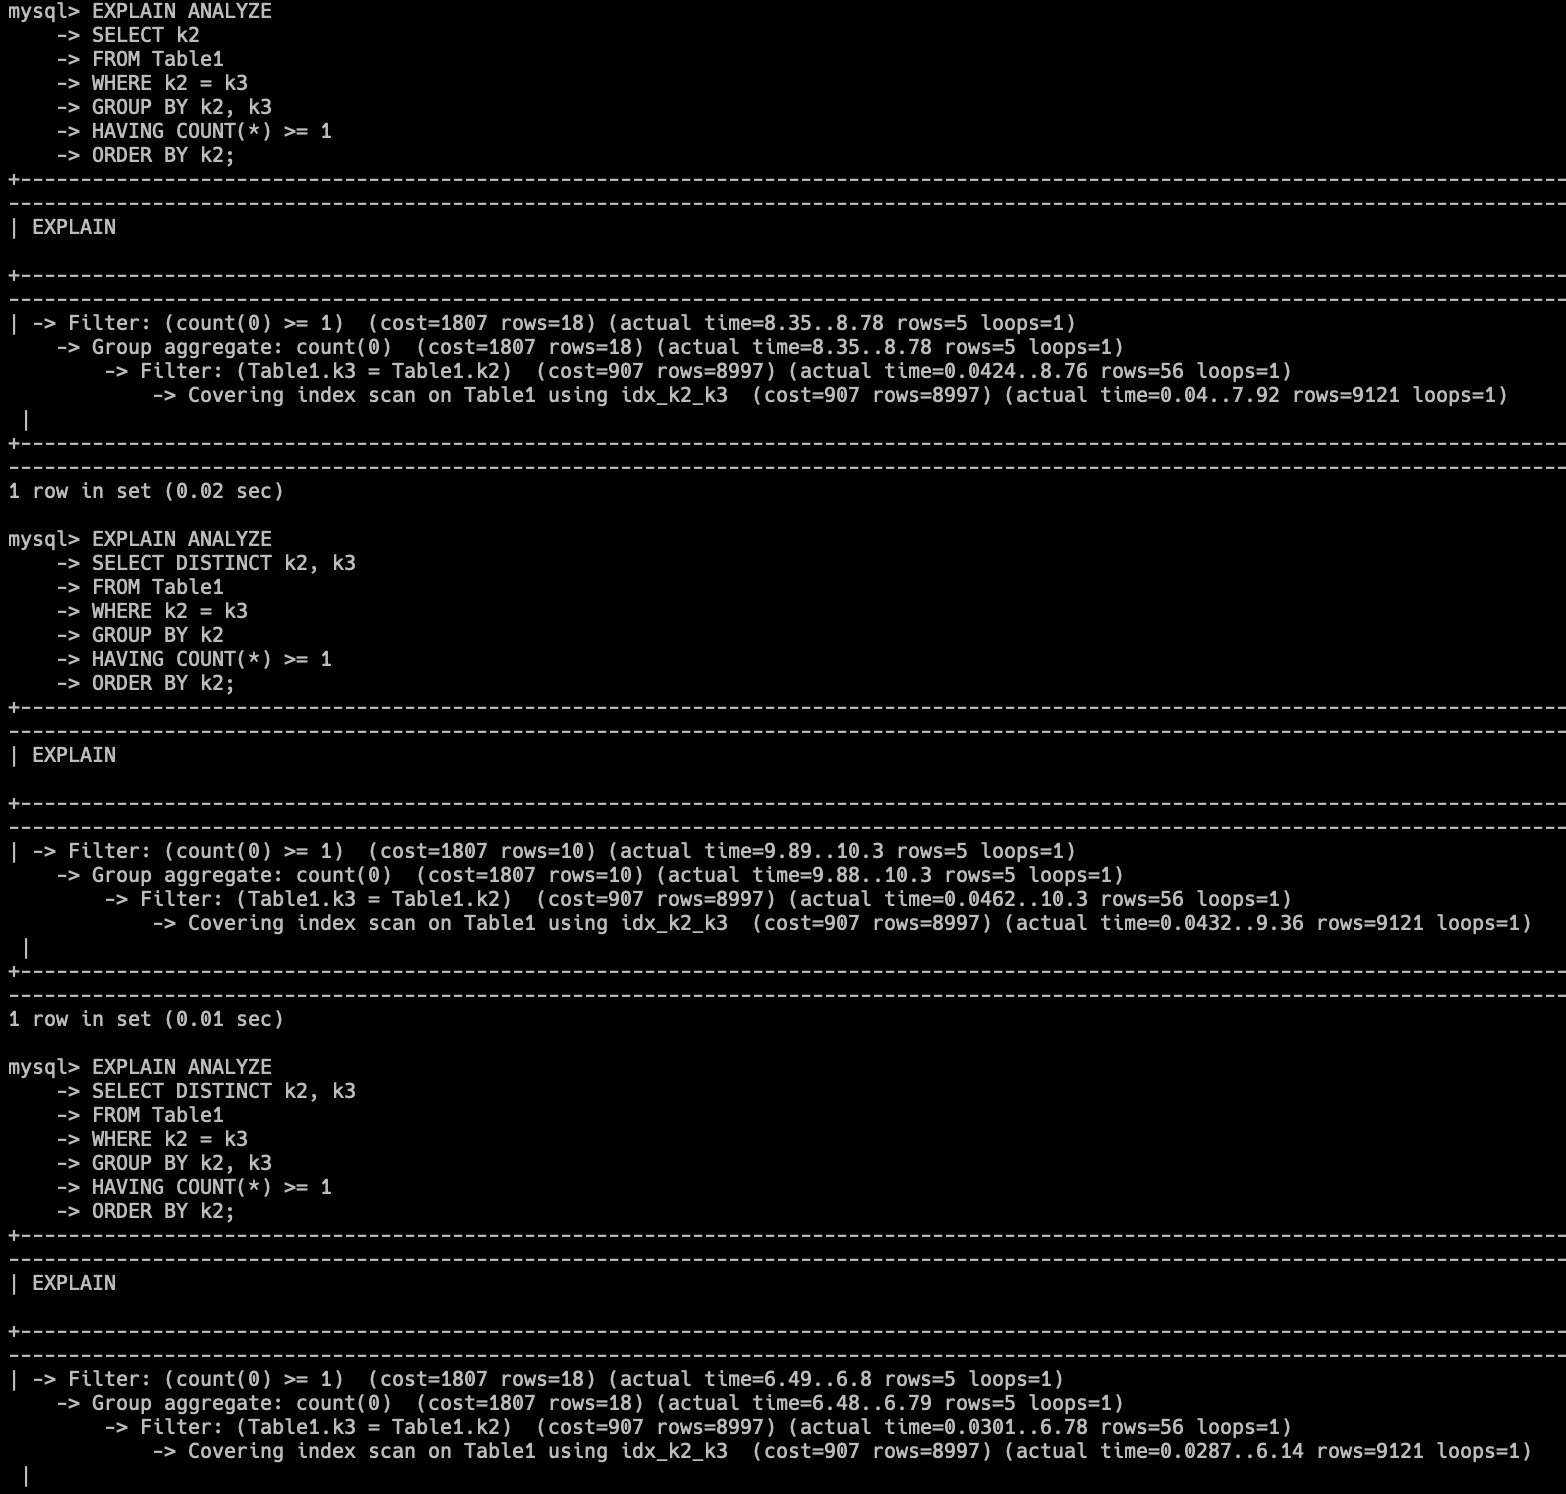 mysql> EXPLAIN ANALYZE
    -> SELECT k2
    -> FROM Table1
    -> WHERE k2 = k3
    -> GROUP BY k2, k3
    -> HAVING COUNT(*) >= 1
    -> ORDER BY k2;
+---------------------------------------------------------------------------------------------------------------------------------
----------------------------------------------------------------------------------------------------------------------------------
| EXPLAIN

+---------------------------------------------------------------------------------------------------------------------------------
----------------------------------------------------------------------------------------------------------------------------------
| -> Filter: (count(0) >= 1)  (cost=1807 rows=18) (actual time=8.35..8.78 rows=5 loops=1)
    -> Group aggregate: count(0)  (cost=1807 rows=18) (actual time=8.35..8.78 rows=5 loops=1)
        -> Filter: (Table1.k3 = Table1.k2)  (cost=907 rows=8997) (actual time=0.0424..8.76 rows=56 loops=1)
            -> Covering index scan on Table1 using idx_k2_k3  (cost=907 rows=8997) (actual time=0.04..7.92 rows=9121 loops=1)
 |
+---------------------------------------------------------------------------------------------------------------------------------
----------------------------------------------------------------------------------------------------------------------------------
1 row in set (0.02 sec)

mysql> EXPLAIN ANALYZE
    -> SELECT DISTINCT k2, k3
    -> FROM Table1
    -> WHERE k2 = k3
    -> GROUP BY k2
    -> HAVING COUNT(*) >= 1
    -> ORDER BY k2;
+---------------------------------------------------------------------------------------------------------------------------------
----------------------------------------------------------------------------------------------------------------------------------
| EXPLAIN

+---------------------------------------------------------------------------------------------------------------------------------
----------------------------------------------------------------------------------------------------------------------------------
| -> Filter: (count(0) >= 1)  (cost=1807 rows=10) (actual time=9.89..10.3 rows=5 loops=1)
    -> Group aggregate: count(0)  (cost=1807 rows=10) (actual time=9.88..10.3 rows=5 loops=1)
        -> Filter: (Table1.k3 = Table1.k2)  (cost=907 rows=8997) (actual time=0.0462..10.3 rows=56 loops=1)
            -> Covering index scan on Table1 using idx_k2_k3  (cost=907 rows=8997) (actual time=0.0432..9.36 rows=9121 loops=1)
 |
+---------------------------------------------------------------------------------------------------------------------------------
----------------------------------------------------------------------------------------------------------------------------------
1 row in set (0.01 sec)

mysql> EXPLAIN ANALYZE
    -> SELECT DISTINCT k2, k3
    -> FROM Table1
    -> WHERE k2 = k3
    -> GROUP BY k2, k3
    -> HAVING COUNT(*) >= 1
    -> ORDER BY k2;
+---------------------------------------------------------------------------------------------------------------------------------
----------------------------------------------------------------------------------------------------------------------------------
| EXPLAIN

+---------------------------------------------------------------------------------------------------------------------------------
----------------------------------------------------------------------------------------------------------------------------------
| -> Filter: (count(0) >= 1)  (cost=1807 rows=18) (actual time=6.49..6.8 rows=5 loops=1)
    -> Group aggregate: count(0)  (cost=1807 rows=18) (actual time=6.48..6.79 rows=5 loops=1)
        -> Filter: (Table1.k3 = Table1.k2)  (cost=907 rows=8997) (actual time=0.0301..6.78 rows=56 loops=1)
            -> Covering index scan on Table1 using idx_k2_k3  (cost=907 rows=8997) (actual time=0.0287..6.14 rows=9121 loops=1)
 |